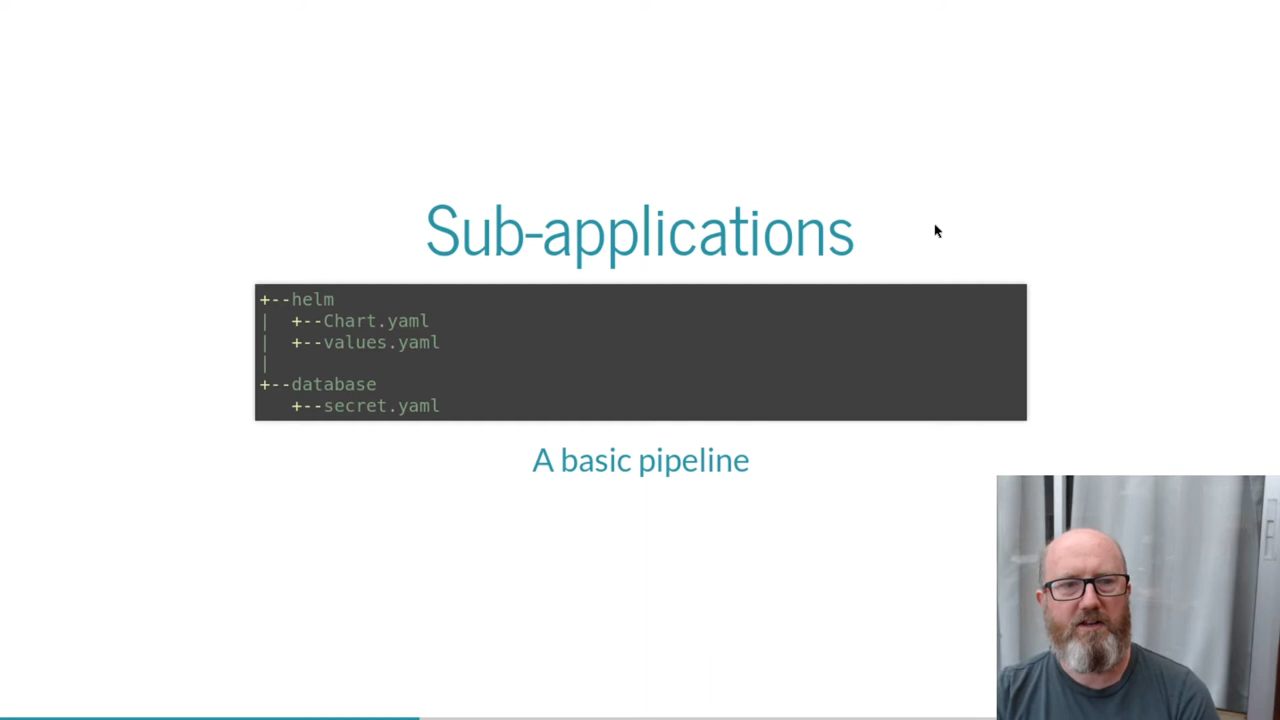 Sub-applications
+--helm
|  +--Chart.yaml
|  +--values.yaml
|
+--database
   +--secret.yaml
A basic pipeline